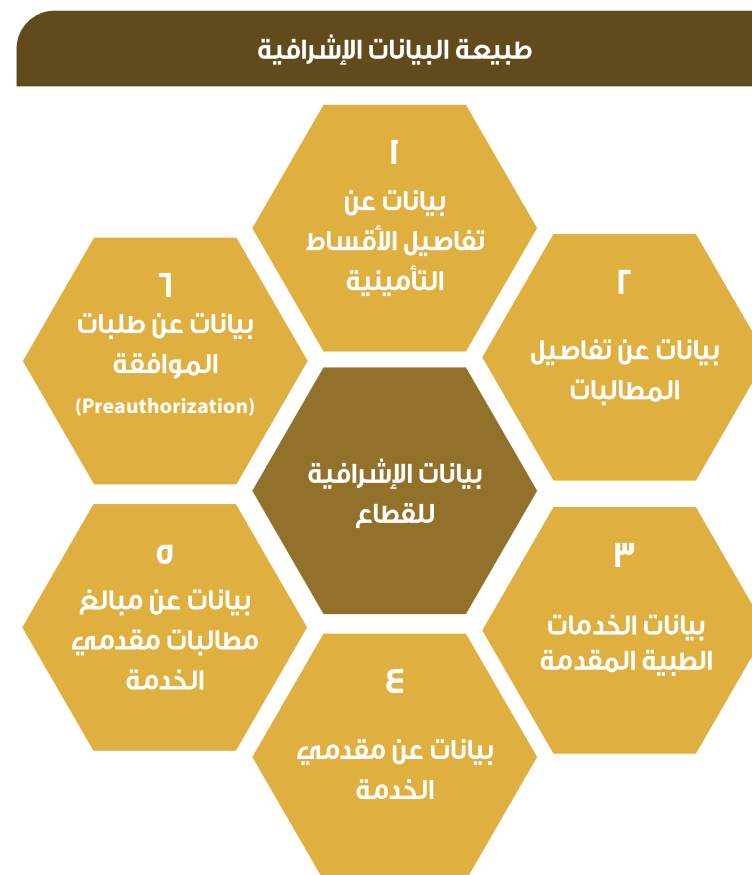 طبيعة البيانات الإشرافية
١
بيانات عن
تفاصيل الأقساط
التأمينية
٢
بيانات عن تفاصيل
المطالبات
٣
بيانات الخدمات
الطبية المقدمة
٤
بيانات عن مقدمي
الخدمة
٥
بيانات عن مبالغ
مطالبات مقدمي
الخدمة
٦
بيانات عن طلبات
الموافقة
(Preauthorization)
بيانات الإشرافية
للقطاع